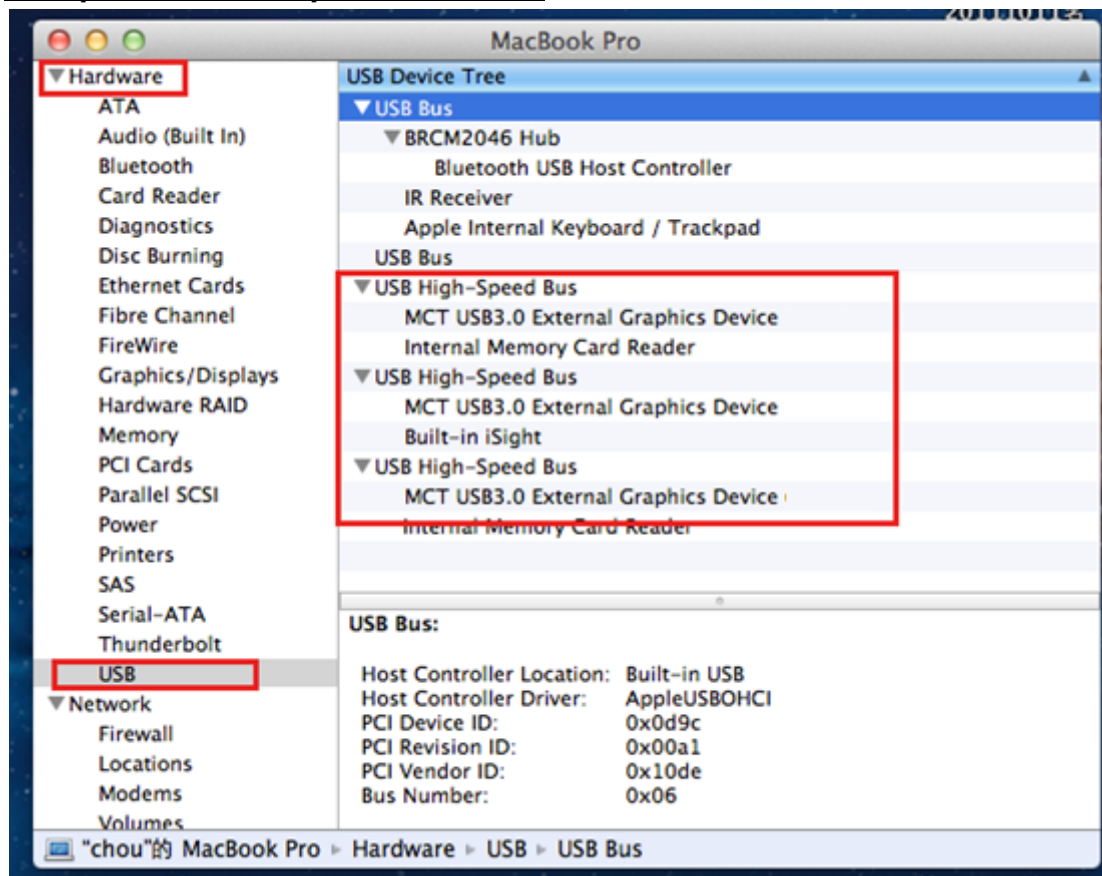 MacBook Pro
Hardware
ATA
Audio (Built In)
Bluetooth
Card Reader
Diagnostics
Disc Burning
Ethernet Cards
Fibre Channel
FireWire
Graphics/Displays
Hardware RAID
Memory
PCI Cards
Parallel SCSI
Power
Printers
SAS
Serial-ATA
Thunderbolt
USB
Network
Firewall
Locations
Modems
Volumes
USB Device Tree
USB Bus
BRCM2046 Hub
Bluetooth USB Host Controller
IR Receiver
Apple Internal Keyboard / Trackpad
USB Bus
USB High-Speed Bus
MCT USB3.0 External Graphics Device
Internal Memory Card Reader
USB High-Speed Bus
MCT USB3.0 External Graphics Device
Built-in iSight
USB High-Speed Bus
MCT USB3.0 External Graphics Device
Internal Memory Card Reader
USB Bus:
Host Controller Location: Built-in USB
Host Controller Driver: AppleUSBOHCI
PCI Device ID: 0x0d9c
PCI Revision ID: 0x00a1
PCI Vendor ID: 0x10de
Bus Number: 0x06
"chou"的 MacBook Pro ▸ Hardware ▸ USB ▸ USB Bus